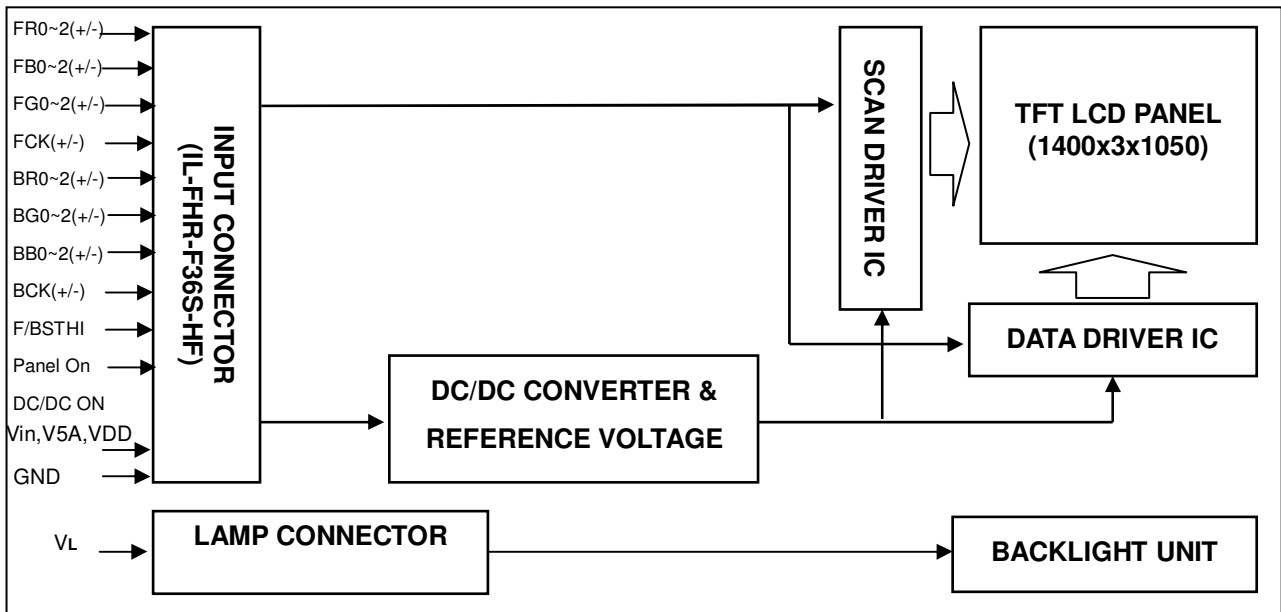 FR0~2(+/-)
FB0~2(+/-)
FG0~2(+/-)
FCK(+/-)
BR0~2(+/-)
BG0~2(+/-)
BB0~2(+/-)
BCK(+/-)
F/BSTHI
Panel On
DC/DC ON
Vin,V5A,VDD
GND
VL
INPUT CONNECTOR
(IL-FHR-F36S-HF)
SCAN DRIVER IC
TFT LCD PANEL
(1400x3x1050)
DATA DRIVER IC
DC/DC CONVERTER &
REFERENCE VOLTAGE
LAMP CONNECTOR
BACKLIGHT UNIT